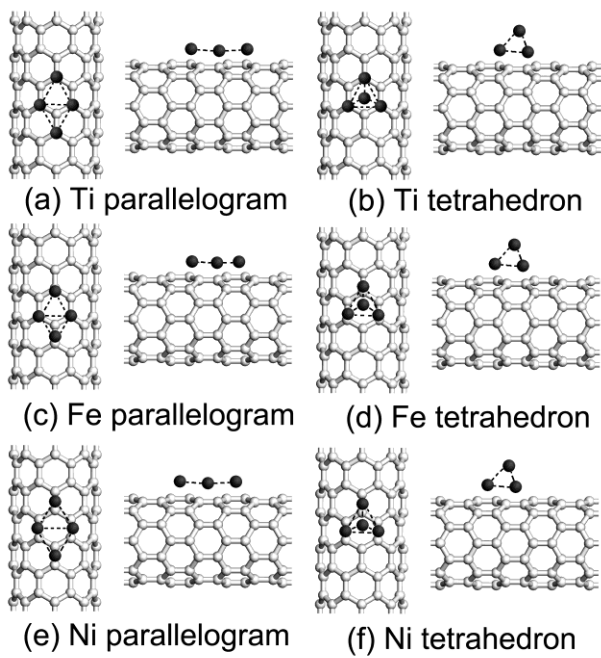 (a) Ti parallelogram
(b) Ti tetrahedron
(c) Fe parallelogram
(d) Fe tetrahedron
(e) Ni parallelogram
(f) Ni tetrahedron